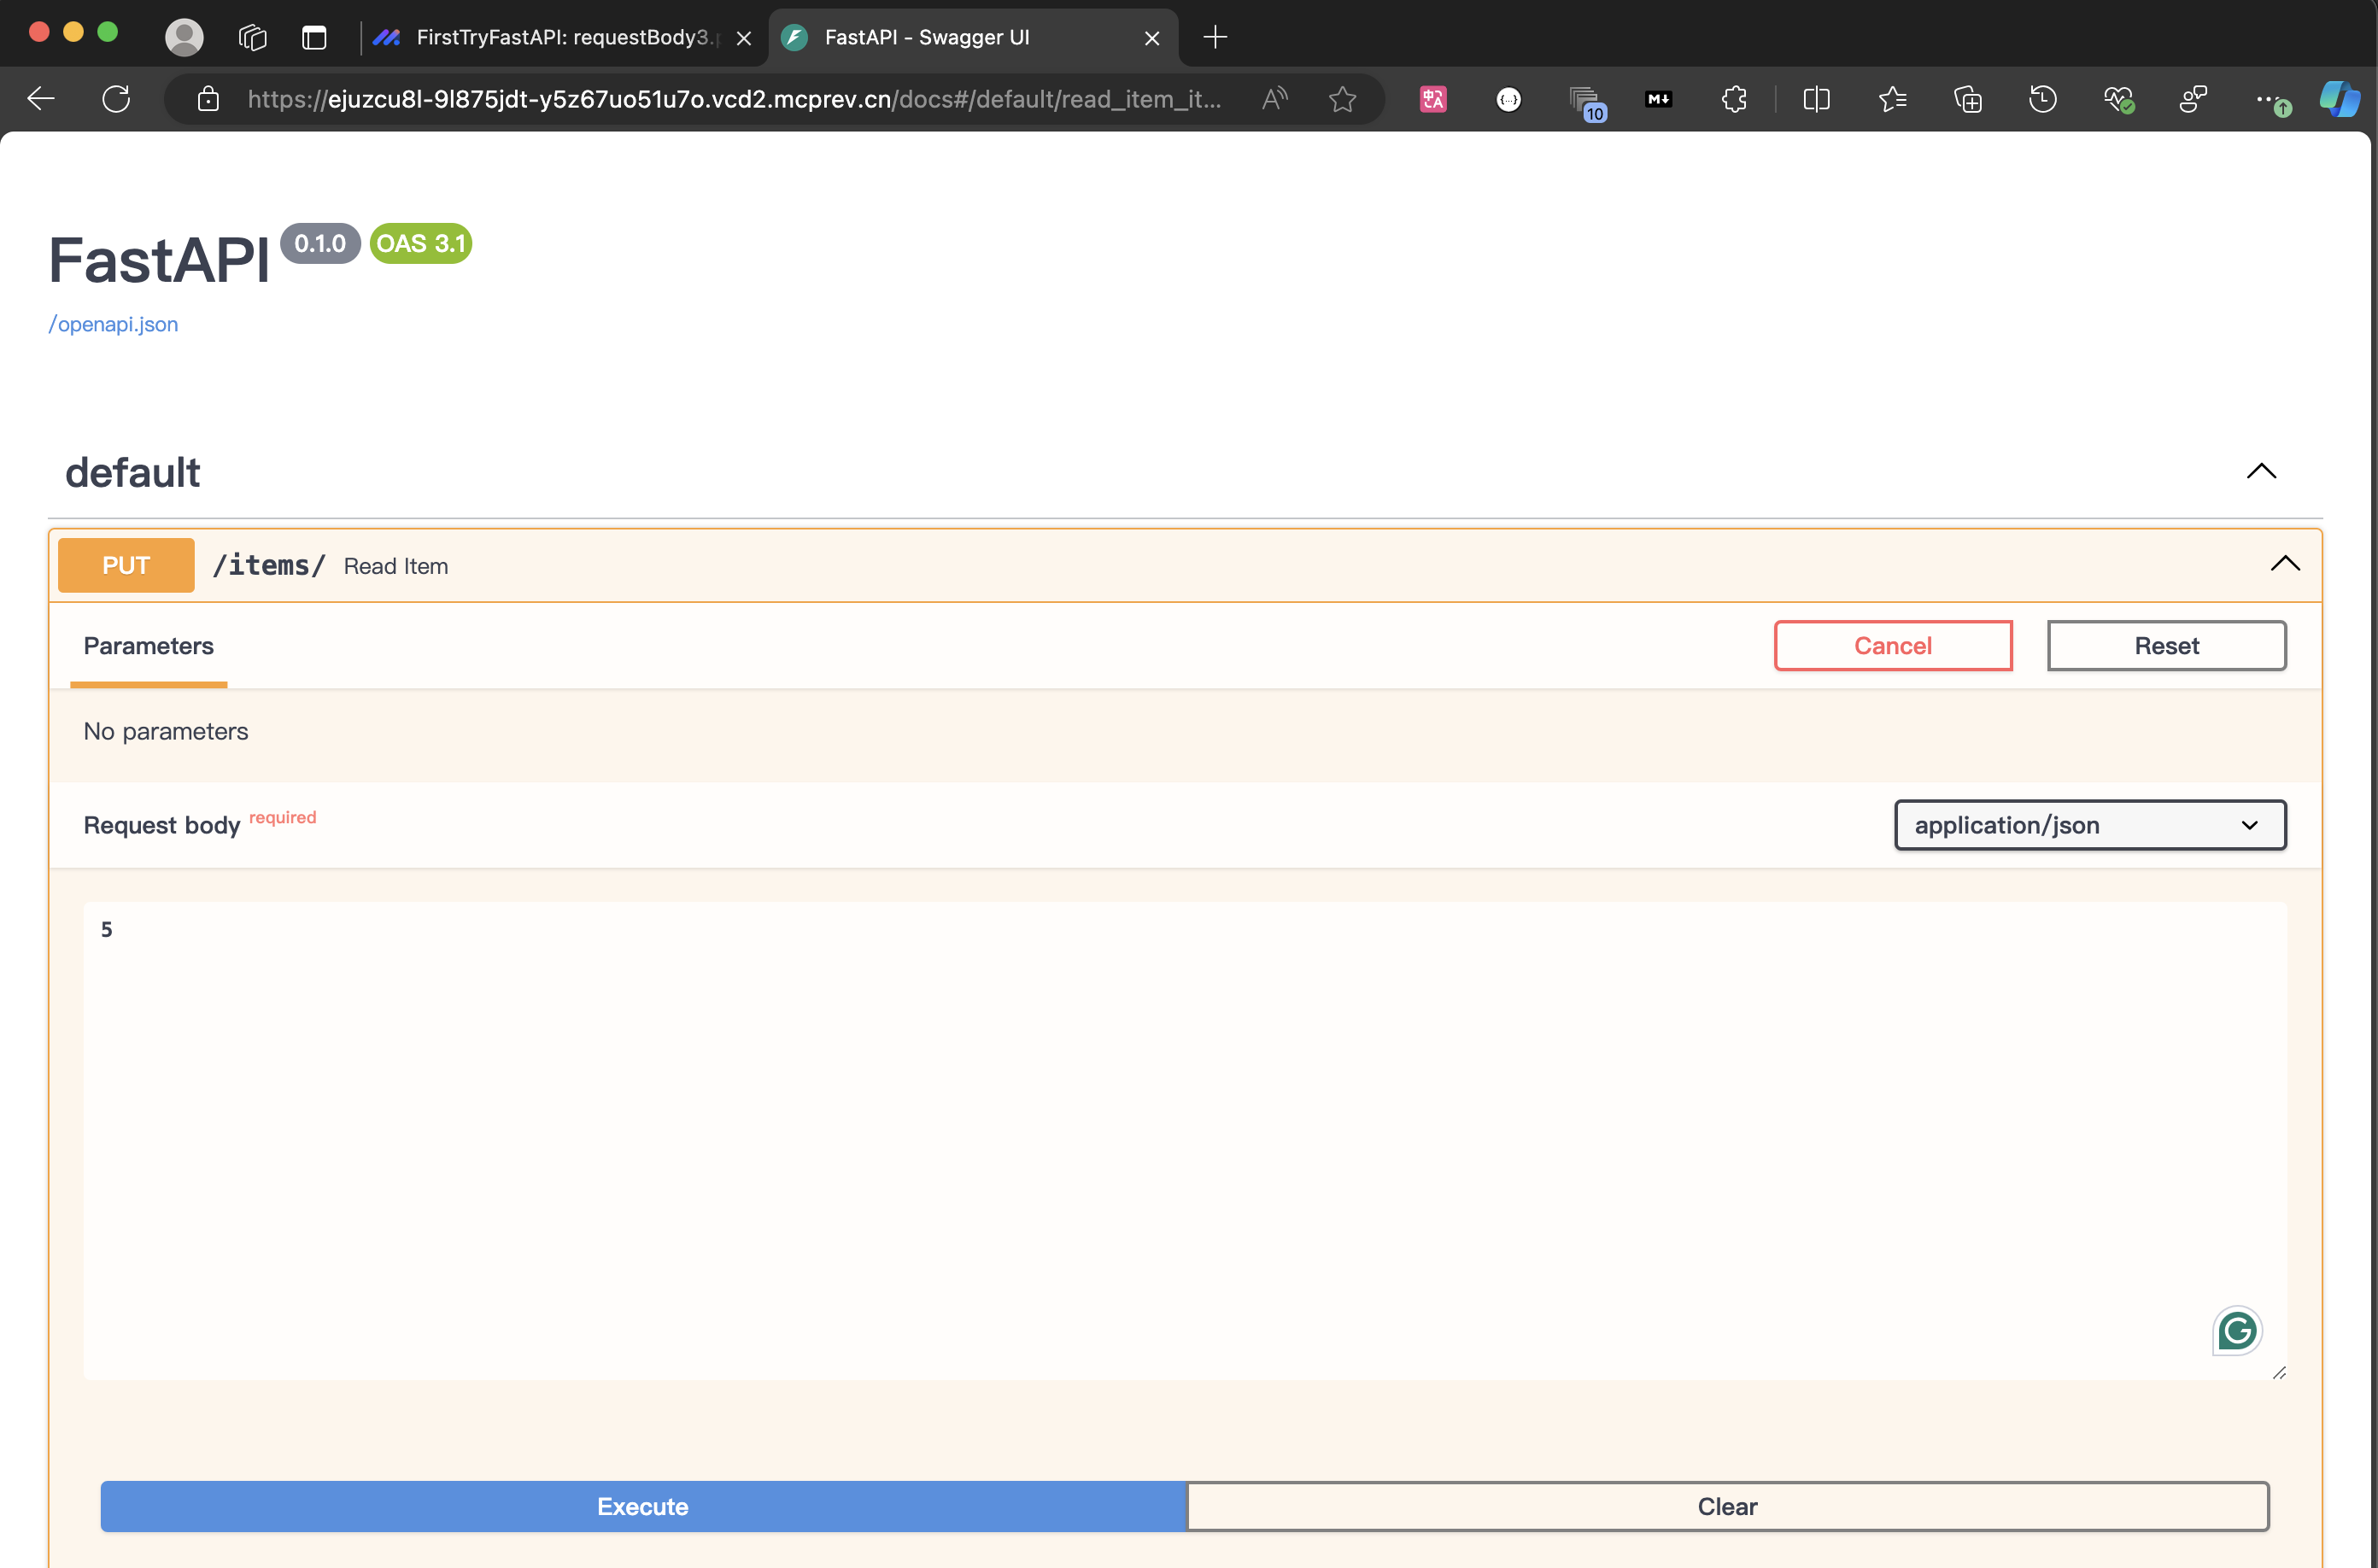 FirstTryFastAPI: requestBody3.p
FastAPI - Swagger UI
https://ejuzcu8l-9l875jdt-y5z67uo51u7o.vcd2.mcprev.cn/docs#/default/read_item_it...
10
FastAPI 0.1.0 OAS 3.1
/openapi.json
default
PUT /items/ Read Item
Parameters
Cancel
Reset
No parameters
Request body required
application/json
5
Execute
Clear